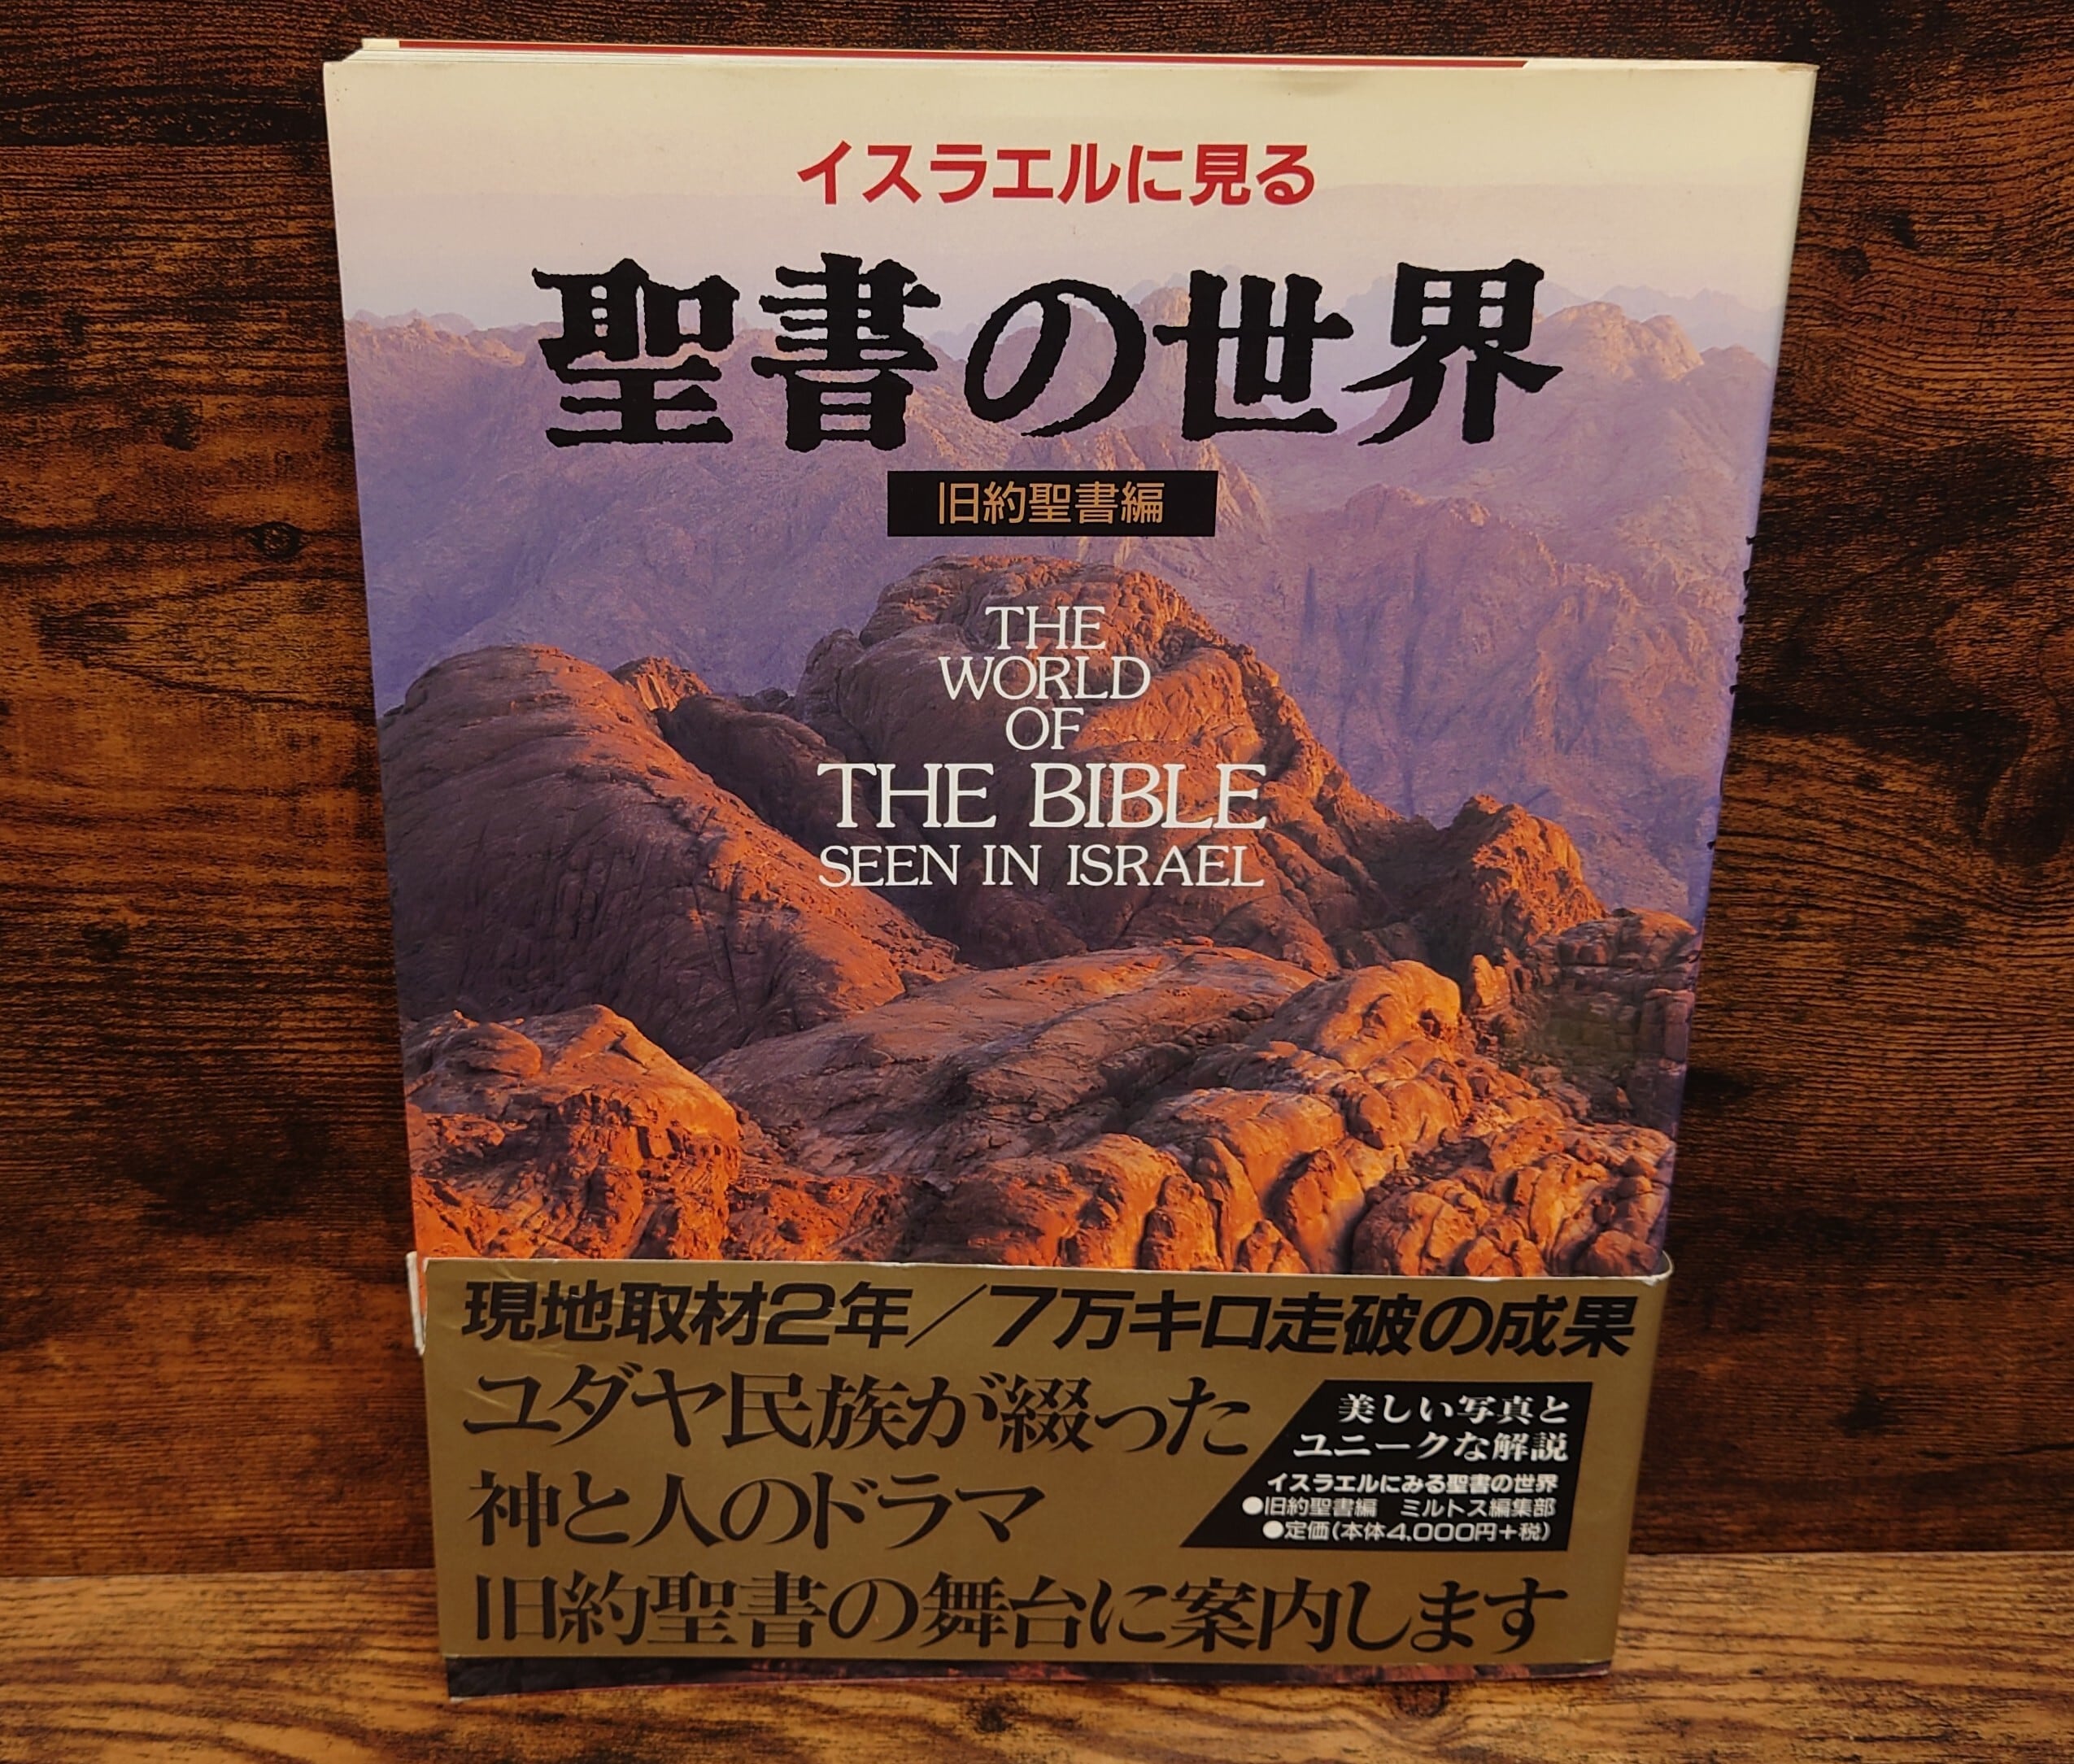 イスラエルに見る
聖書の世界
旧約聖書編
THE
WORLD
OF
THE BIBLE
SEEN IN ISRAEL
現地取材2年／7万キロ走破の成果
ユダヤ民族が綴った
神と人のドラマ
旧約聖書の舞台に案内します
美しい写真と
ユニークな解説
イスラエルにみる聖書の世界
●旧約聖書編 ミルトス編集部
●定価(本体4,000円+税)